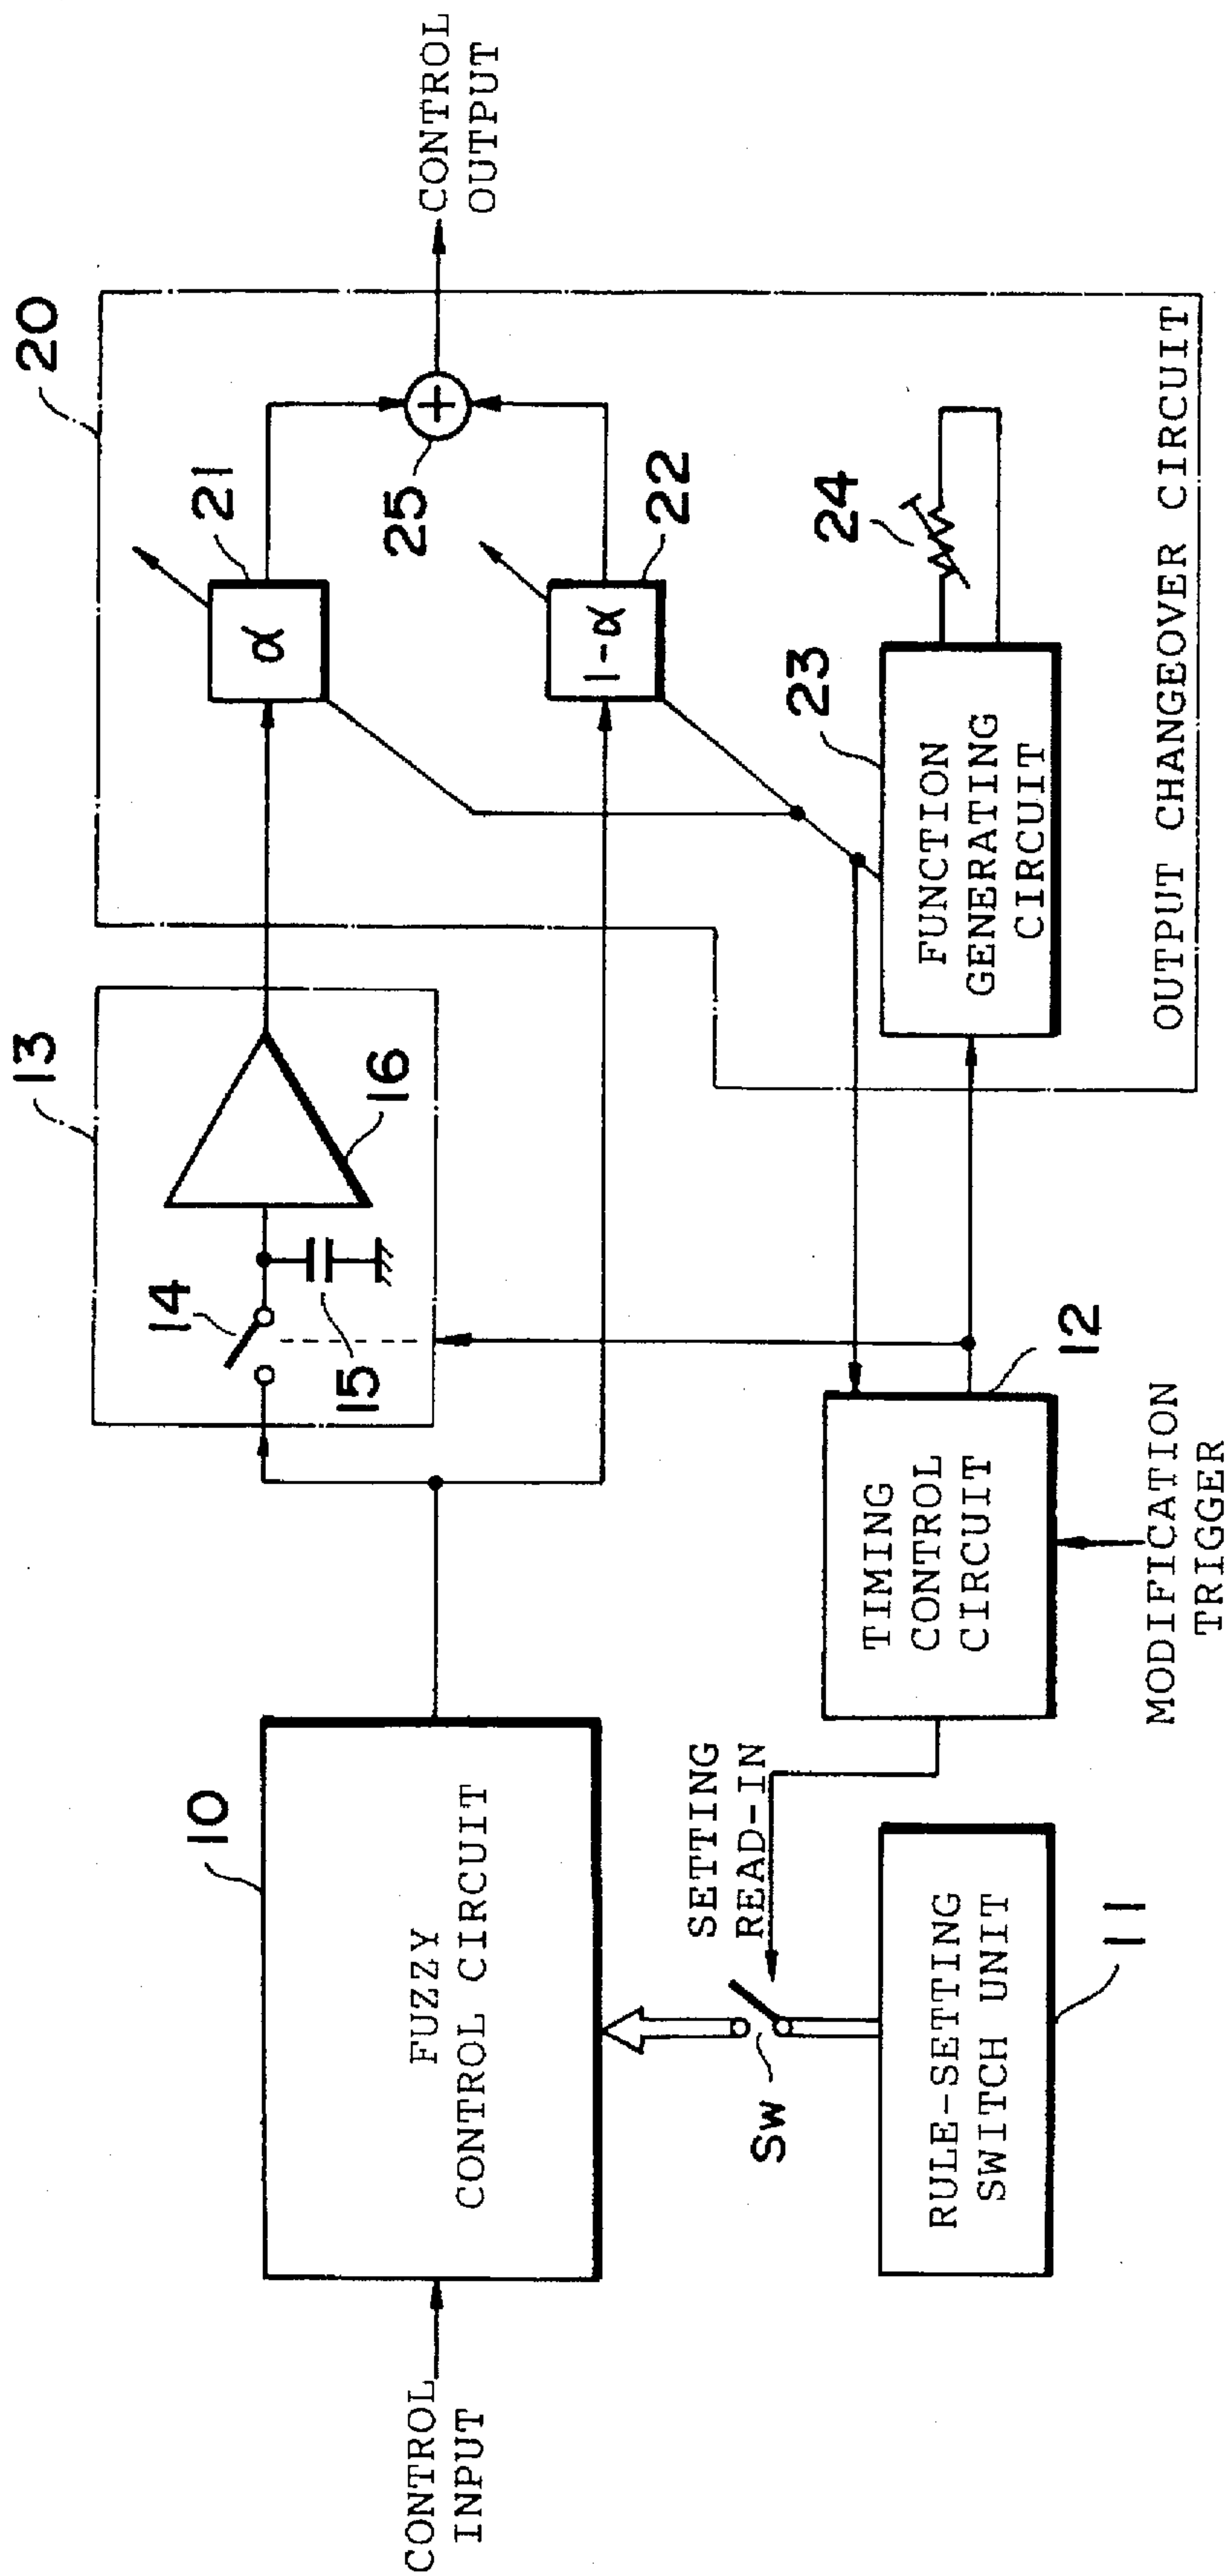 CONTROL
INPUT
10
FUZZY
CONTROL CIRCUIT
SW
SETTING
READ-IN
RULE-SETTING
SWITCH UNIT
11
13
14
15
16
TIMING
CONTROL
CIRCUIT
12
MODIFICATION
TRIGGER
20
α
21
1-α
22
25
23
FUNCTION
GENERATING
CIRCUIT
24
OUTPUT CHANGEOVER CIRCUIT
CONTROL
OUTPUT